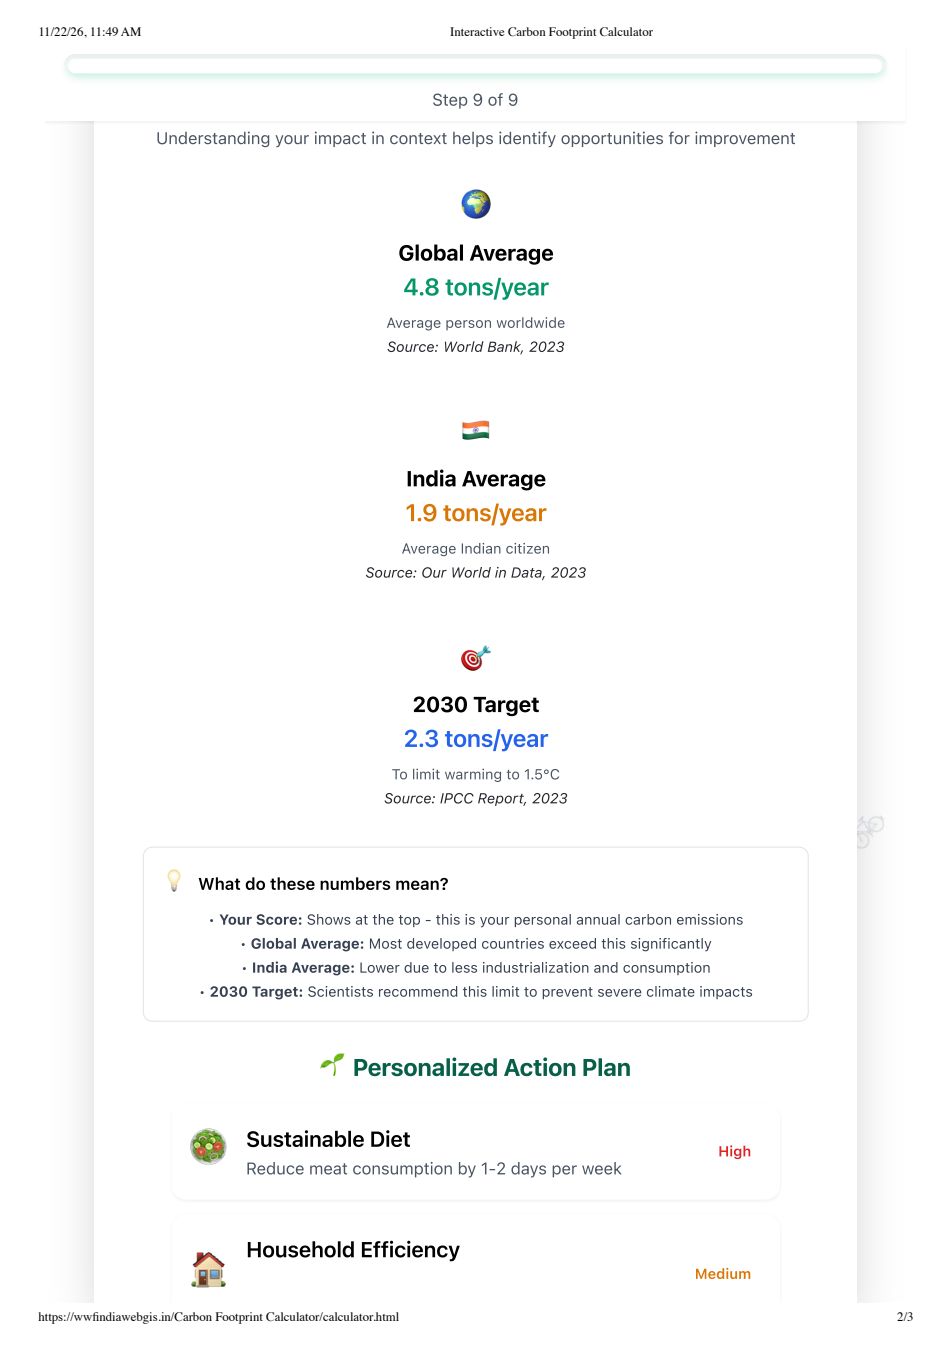 11/22/26, 11:49 AM
Interactive Carbon Footprint Calculator
Step 9 of 9
Understanding your impact in context helps identify opportunities for improvement
Global Average
4.8 tons/year
Average person worldwide
Source: World Bank, 2023
India Average
1.9 tons/year
Average Indian citizen
Source: Our World in Data, 2023
2030 Target
2.3 tons/year
To limit warming to 1.5°C
Source: IPCC Report, 2023
What do these numbers mean?
• Your Score: Shows at the top - this is your personal annual carbon emissions
• Global Average: Most developed countries exceed this significantly
• India Average: Lower due to less industrialization and consumption
• 2030 Target: Scientists recommend this limit to prevent severe climate impacts
Personalized Action Plan
Sustainable Diet
Reduce meat consumption by 1-2 days per week
High
Household Efficiency
Medium
https://wwfindiawebgis.in/Carbon Footprint Calculator/calculator.html
2/3